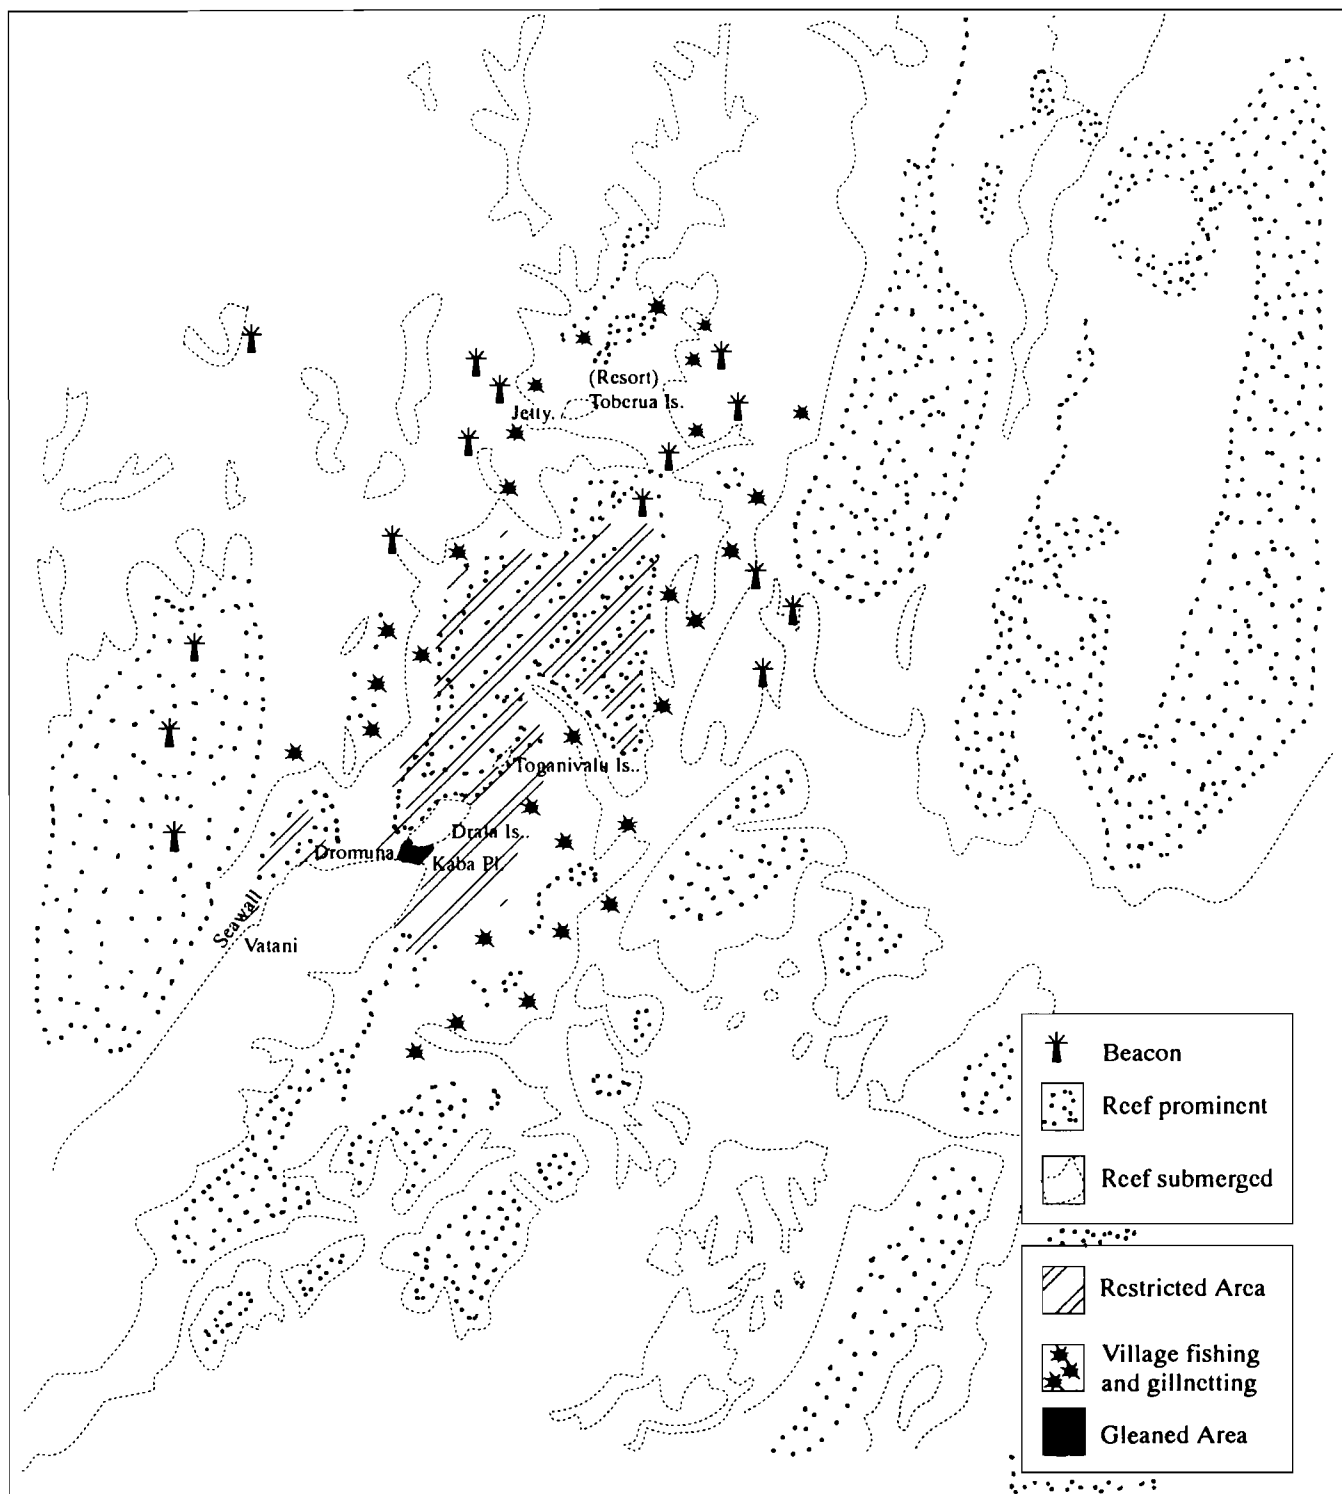 (Resort)
Toberua Is.
Jetty.
Toganivalu Is..
Draia Is..
Dromuna
Kaba Pt.
Seawall
Vatani
Beacon
Reef prominent
Reef submerged
Restricted Area
Village fishing
and gillnetting
Gleaned Area